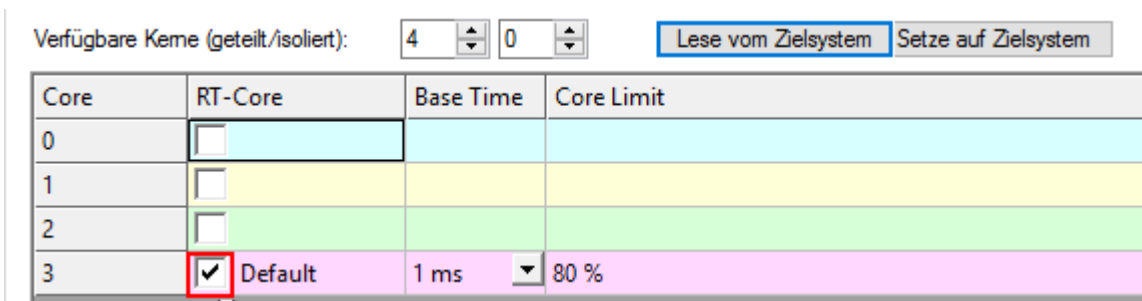 Verfügbare Kerne (geteilt/isoliert): 4 0 Lese vom Zielsystem Setze auf Zielsystem
Core RT-Core Base Time Core Limit
0
1
2
3 Default 1 ms 80 %